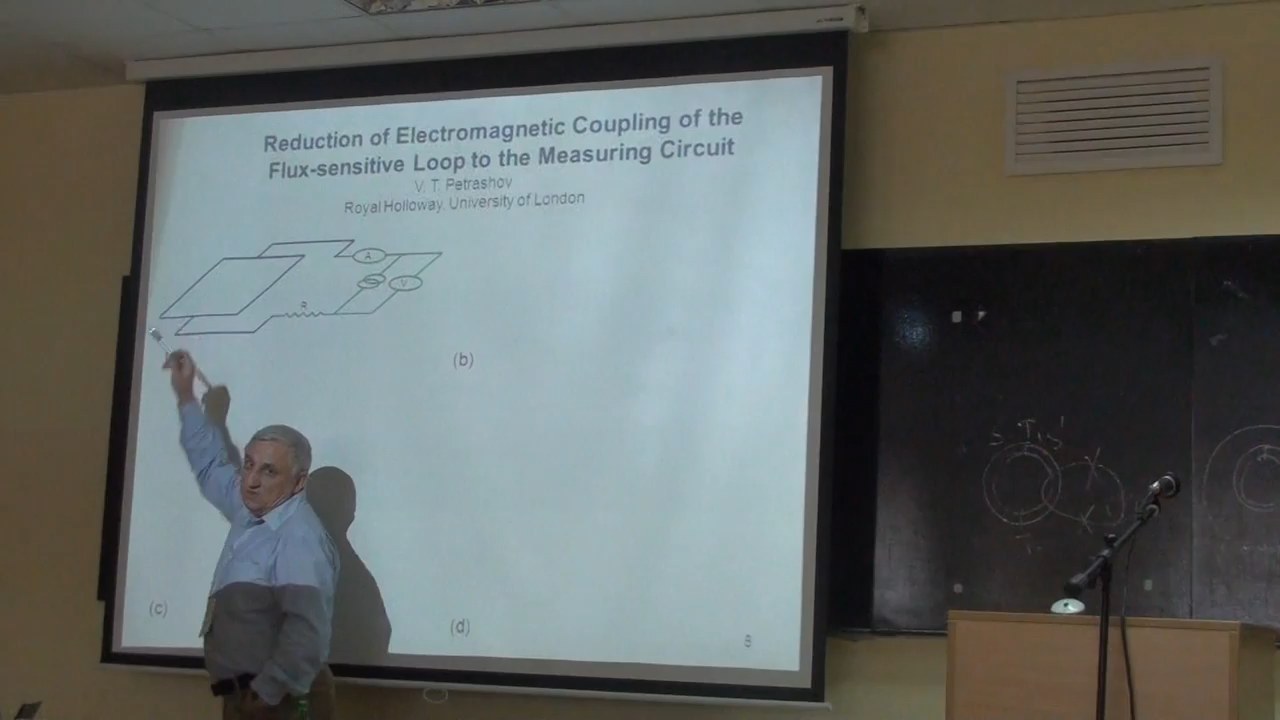 Reduction of Electromagnetic Coupling of the
Flux-sensitive Loop to the Measuring Circuit
V. T. Petrashov
Royal Holloway, University of London
A
V
R
(b)
(c)
(d)